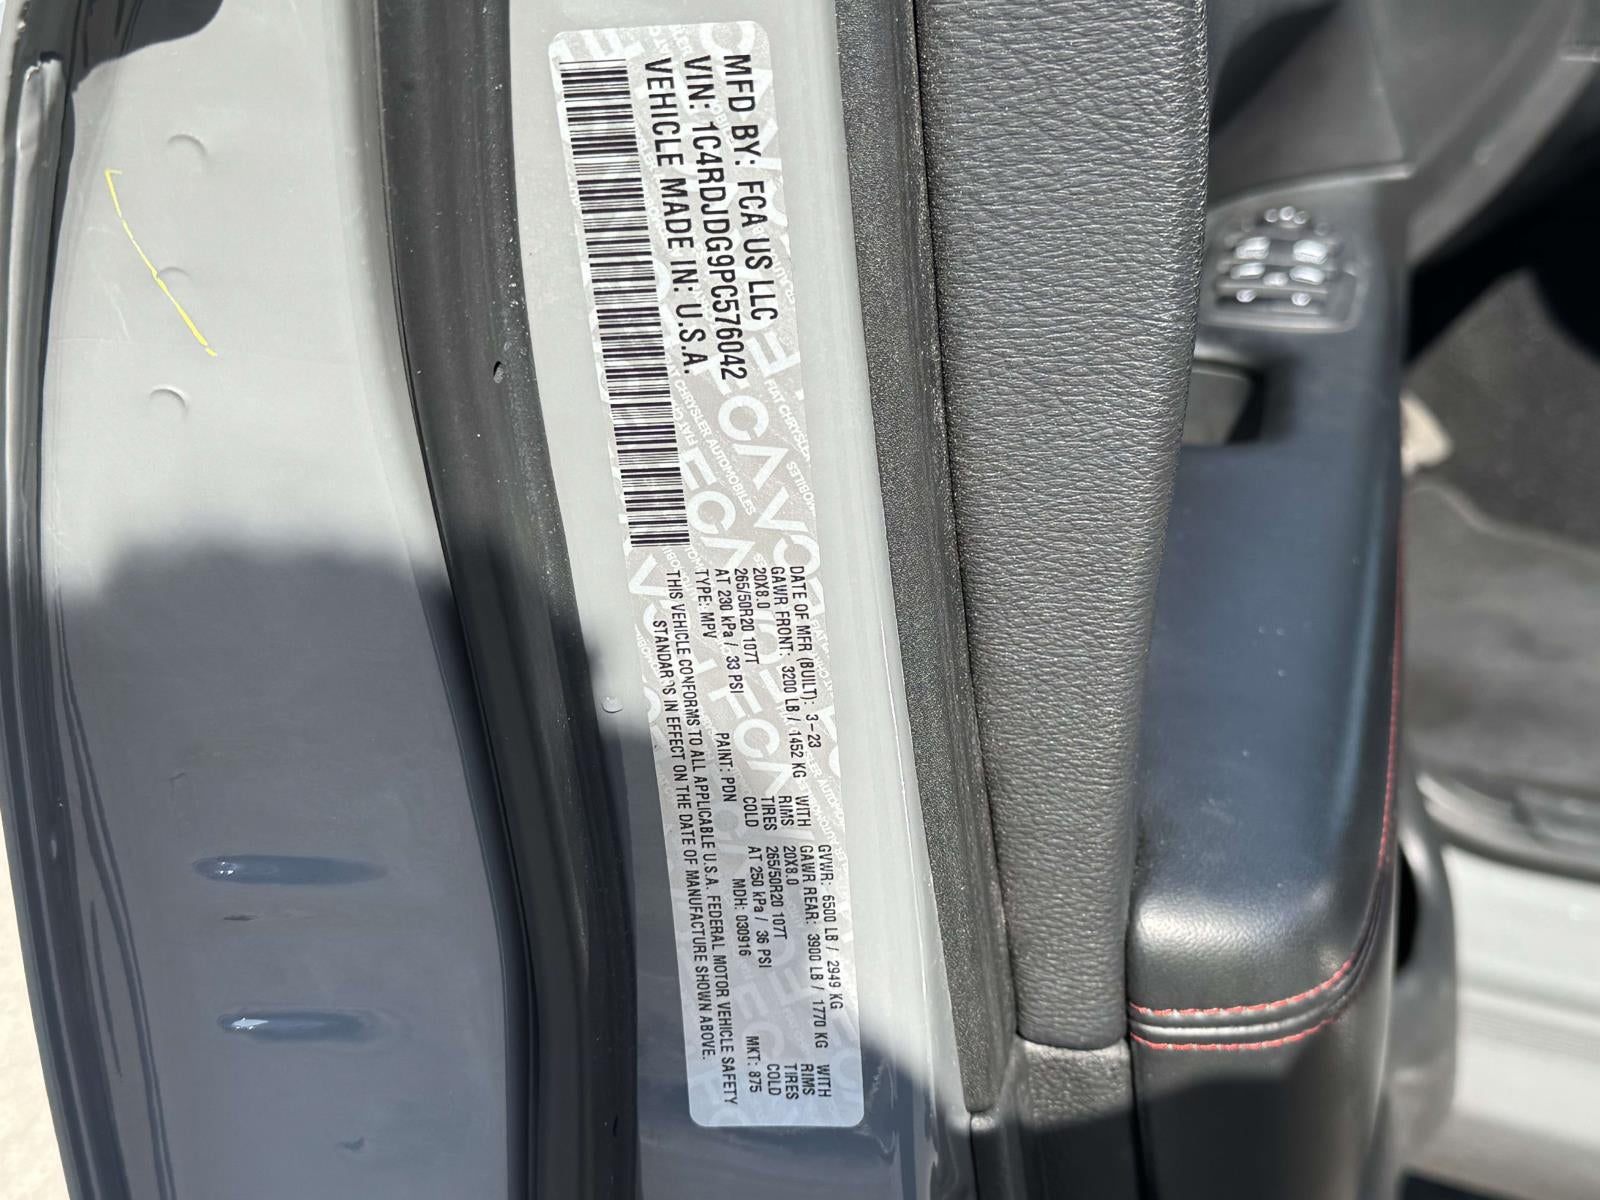 MFD BY: FCA US LLC
VIN: 1C4RDJDG9PC576042
VEHICLE MADE IN: U.S.A.
DATE OF MFR (BUILT): 3-23 GVWR: 6500 LB / 2949 KG
GAWR FRONT: 3200 LB / 1452 KG WITH GAWR REAR: 3900 LB / 1770 KG WITH
20X8.0 RIMS 20X8.0 RIMS
265/50R20 107T TIRES 265/50R20 107T TIRES
AT 230 kPa / 33 PSI COLD AT 250 kPa / 36 PSI COLD
TYPE: MPV PAINT: PDN MDH: 030916 MKT: 875
THIS VEHICLE CONFORMS TO ALL APPLICABLE U.S.A. FEDERAL MOTOR VEHICLE SAFETY
STANDARDS IN EFFECT ON THE DATE OF MANUFACTURE SHOWN ABOVE.
FCA
FIAT CHRYSLER AUTOMOBILES